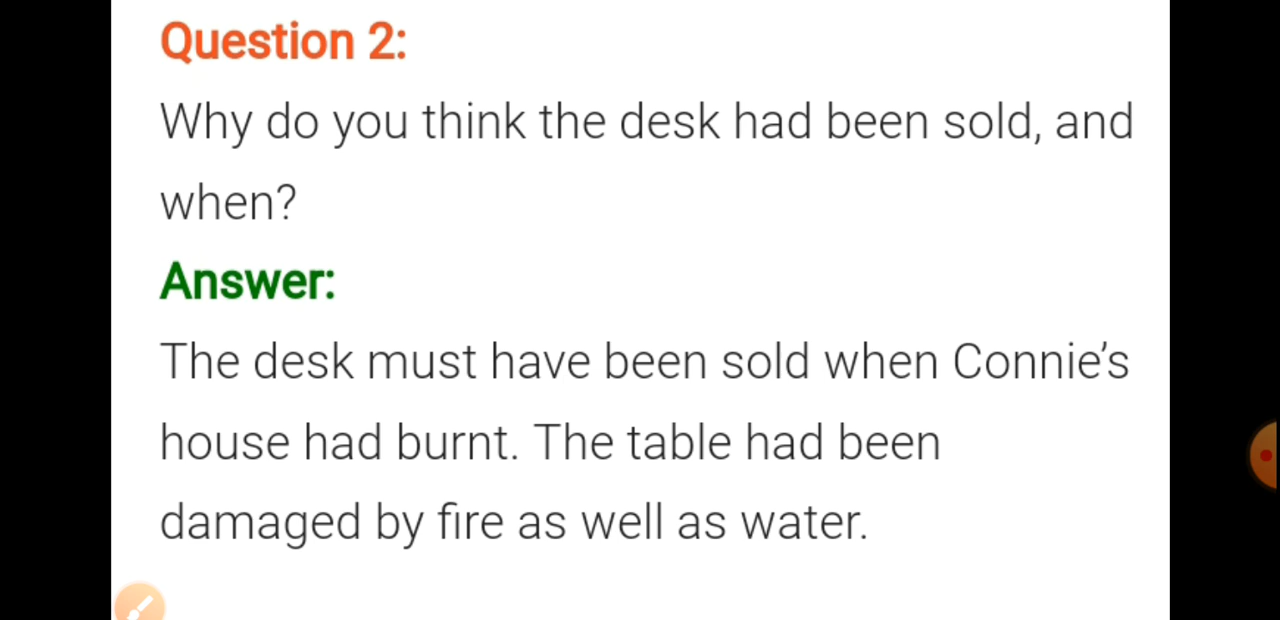 Question 2:
Why do you think the desk had been sold, and
when?
Answer:
The desk must have been sold when Connie’s
house had burnt. The table had been
damaged by fire as well as water.